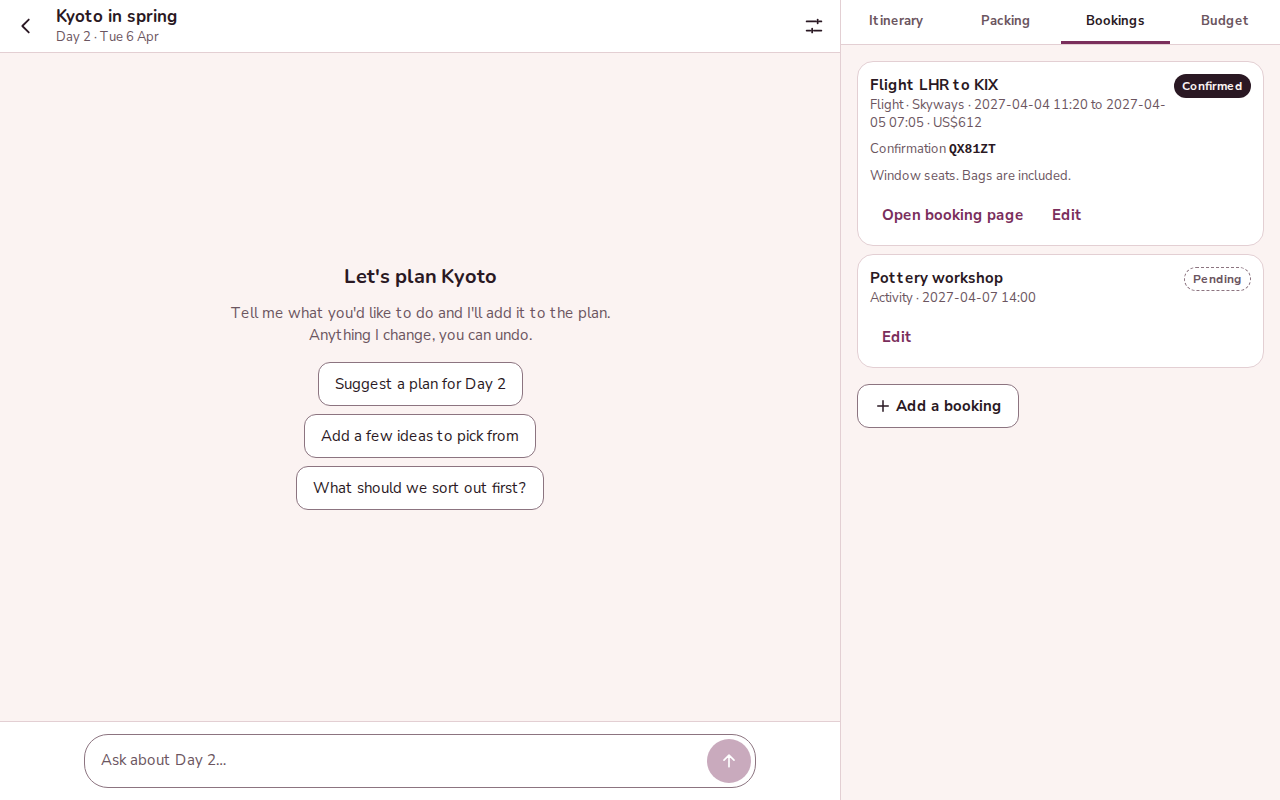 Kyoto in spring
Day 2 · Tue 6 Apr
Let's plan Kyoto
Tell me what you'd like to do and I'll add it to the plan.
Anything I change, you can undo.
Suggest a plan for Day 2
Add a few ideas to pick from
What should we sort out first?
Ask about Day 2...
Itinerary
Packing
Bookings
Budget
Flight LHR to KIX
Confirmed
Flight · Skyways · 2027-04-04 11:20 to 2027-04-
05 07:05 · US$612
Confirmation QX81ZT
Window seats. Bags are included.
Open booking page
Edit
Pottery workshop
Pending
Activity · 2027-04-07 14:00
Edit
Add a booking